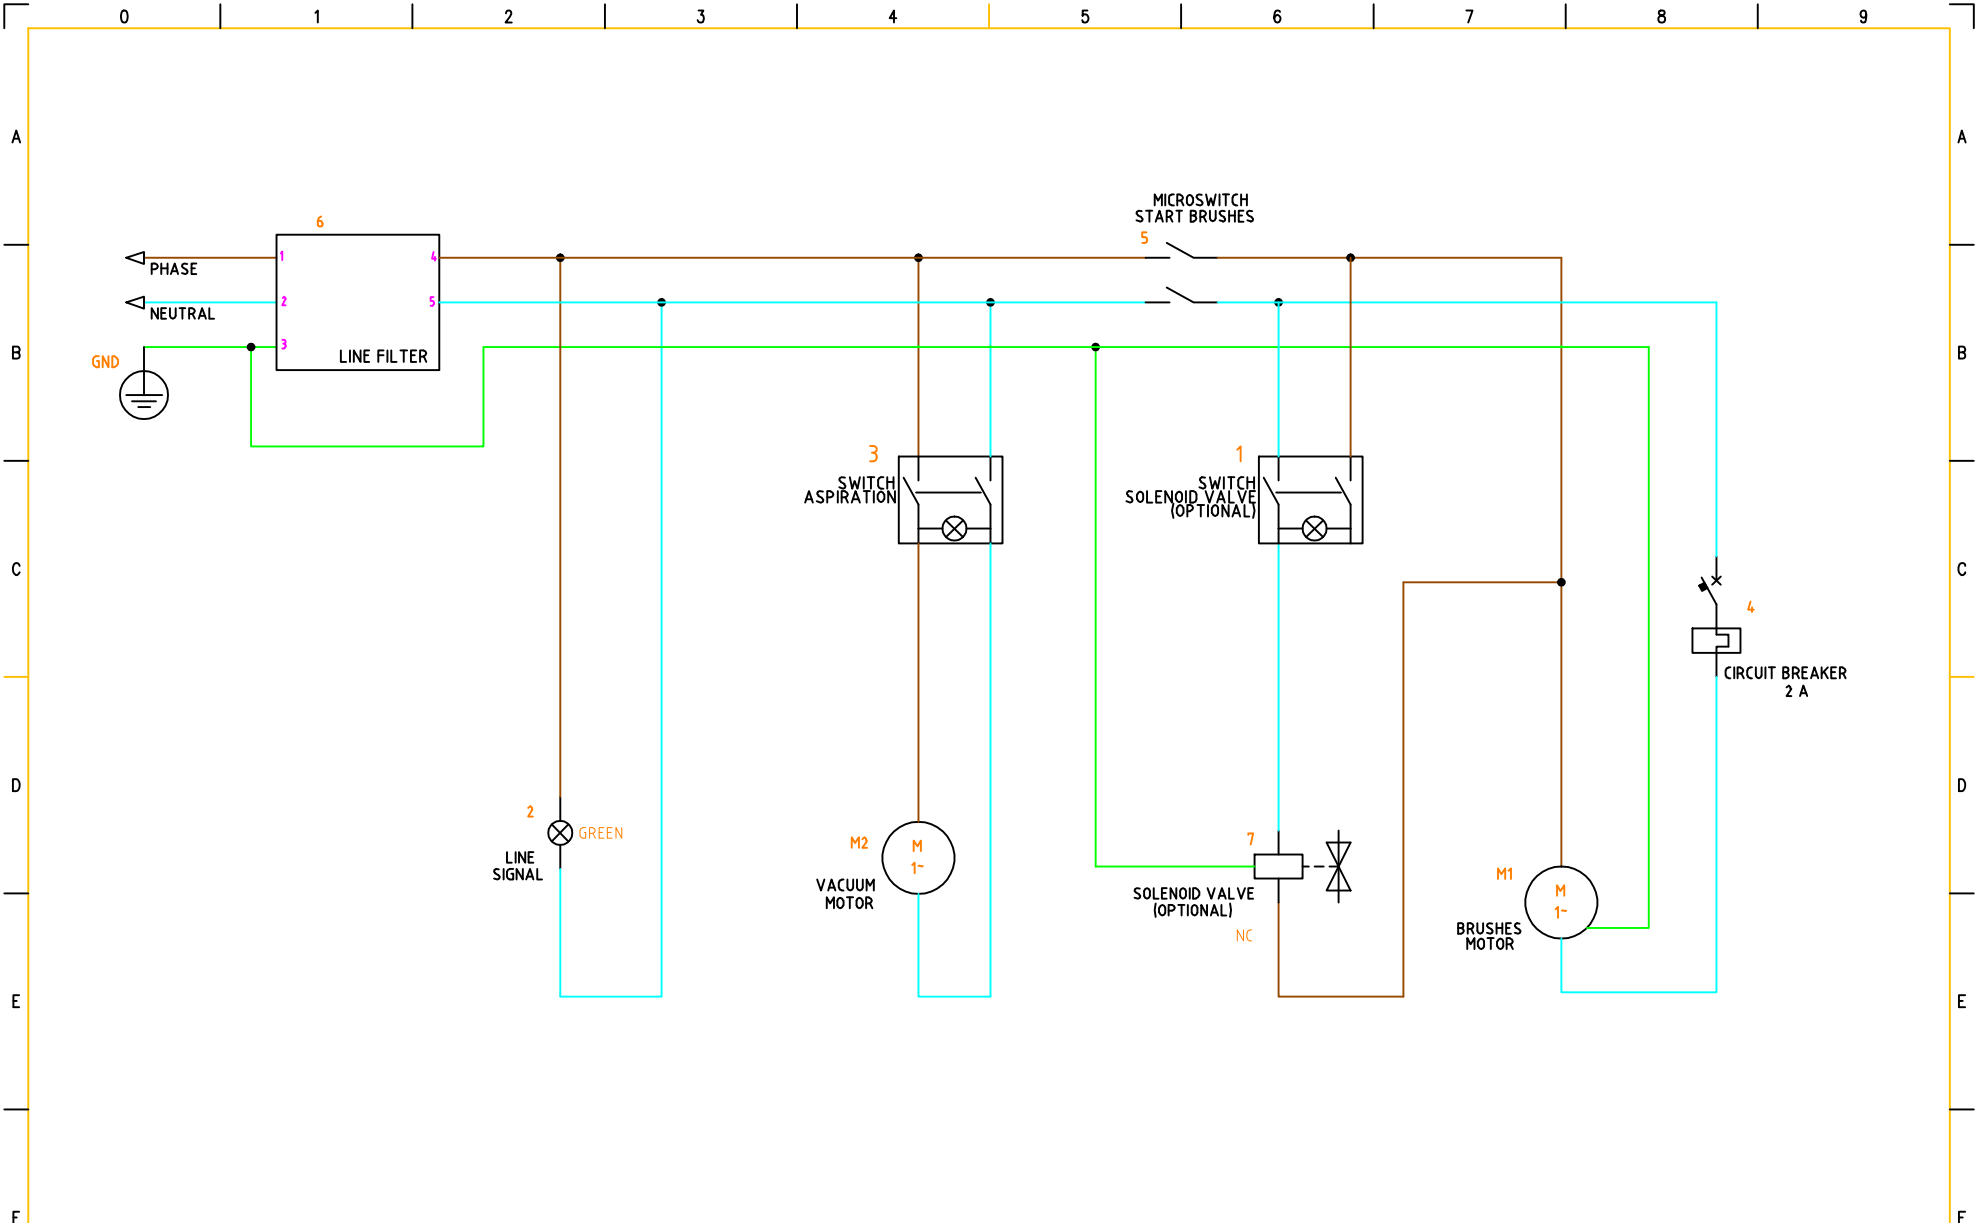 0 1 2 3 4 5 6 7 8 9
A A
MICROSWITCH
START BRUSHES
6
5
1 4
PHASE
2 5
NEUTRAL
3
LINE FILTER
B B
GND
3 1
SWITCH
ASPIRATION
SWITCH
SOLENOID VALVE
(OPTIONAL)
C C
4
CIRCUIT BREAKER
2 A
D D
2
GREEN
LINE
SIGNAL
M2
M
1~
VACUUM
MOTOR
7
SOLENOID VALVE
(OPTIONAL)
NC
M1
M
1~
BRUSHES
MOTOR
E E